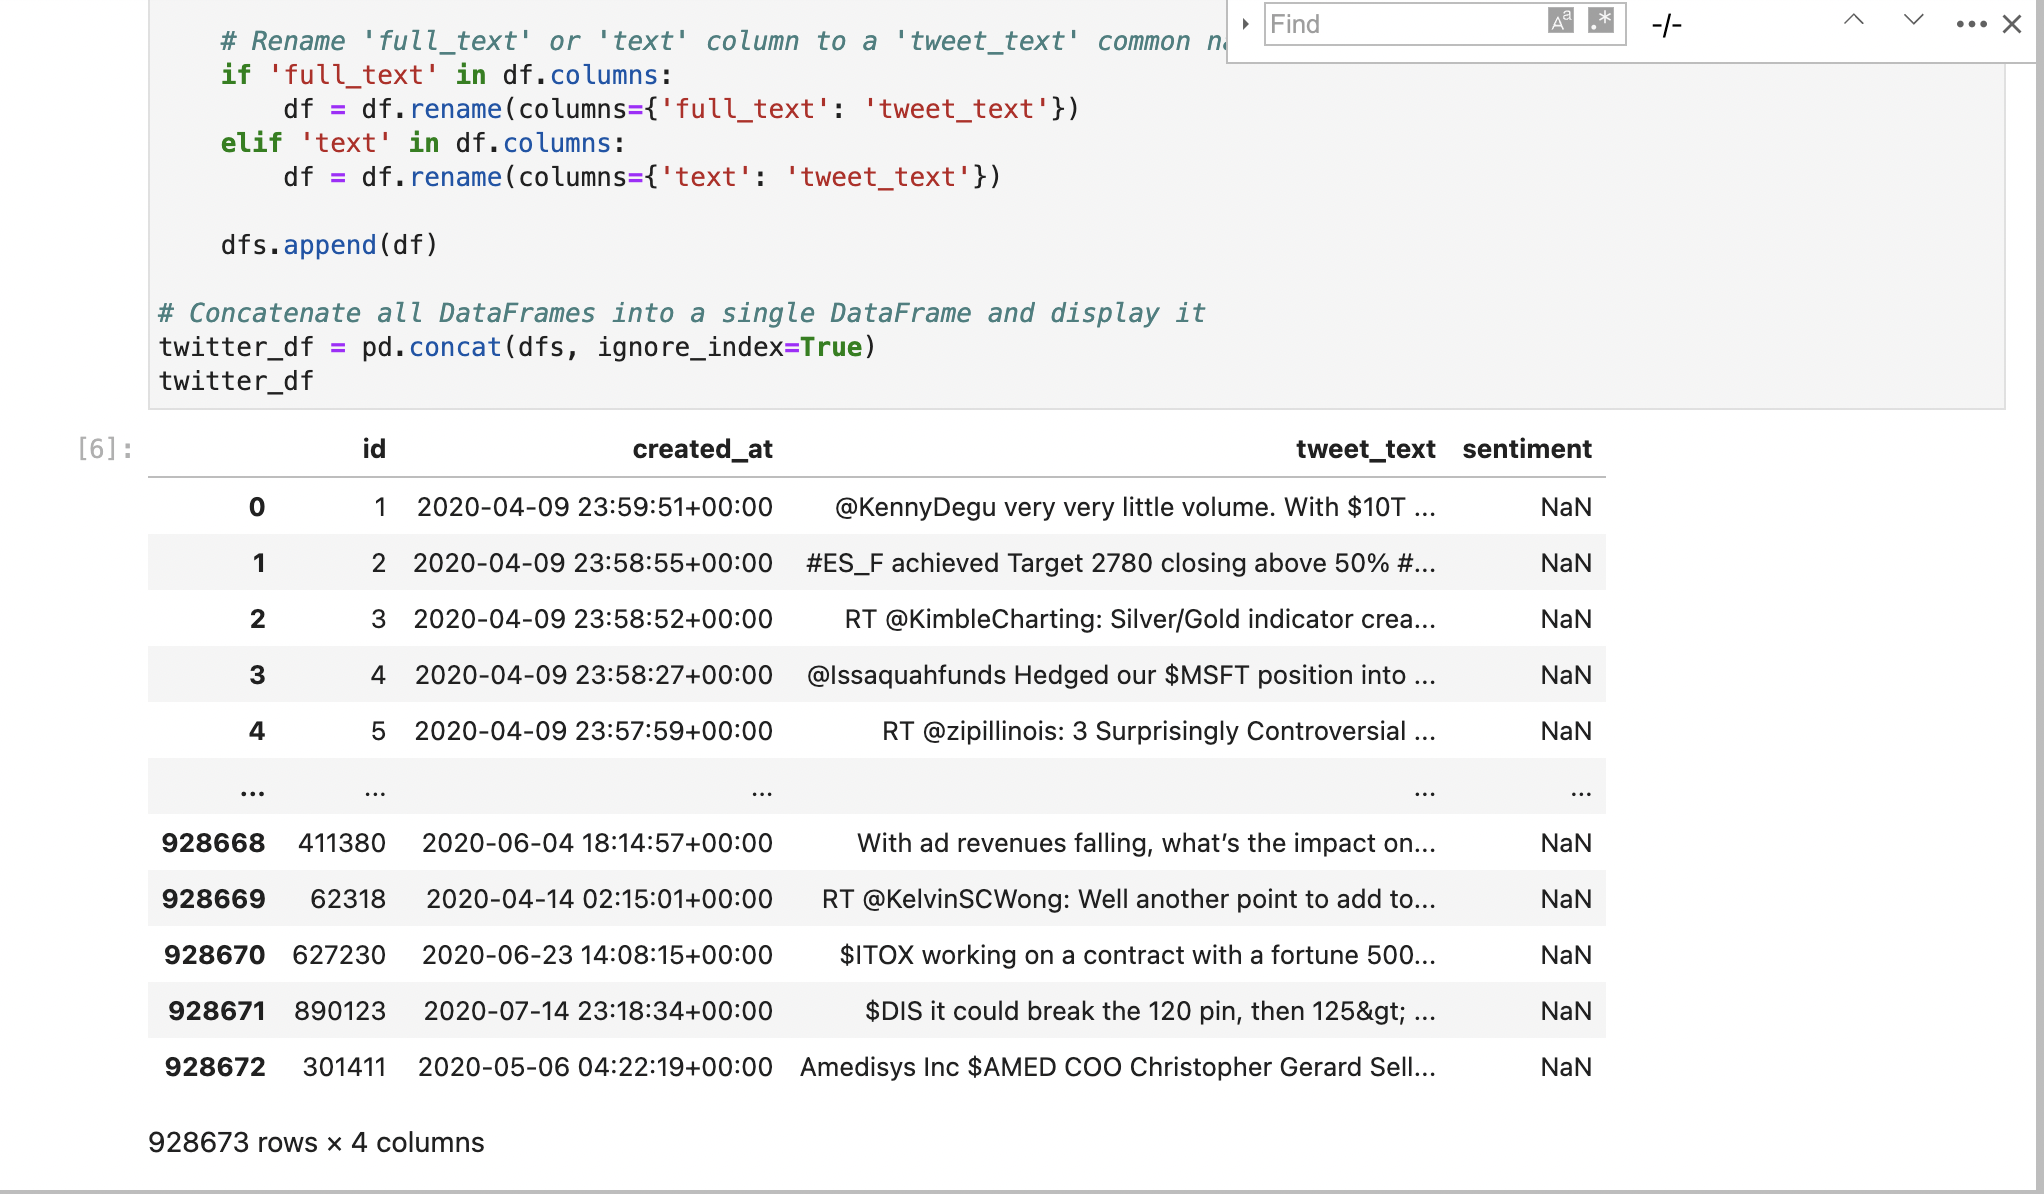 # Rename 'full_text' or 'text' column to a 'tweet_text' common
Find
-/-
if 'full_text' in df.columns:
df = df.rename(columns={'full_text': 'tweet_text'})
elif 'text' in df.columns:
df = df.rename(columns={'text': 'tweet_text'})
dfs.append(df)
# Concatenate all DataFrames into a single DataFrame and display it
twitter_df = pd.concat(dfs, ignore_index=True)
twitter_df
[6]: id created_at tweet_text sentiment
0 1 2020-04-09 23:59:51+00:00 @KennyDegu very very little volume. With $10T ... NaN
1 2 2020-04-09 23:58:55+00:00 #ES_F achieved Target 2780 closing above 50% #... NaN
2 3 2020-04-09 23:58:52+00:00 RT @KimbleCharting: Silver/Gold indicator crea... NaN
3 4 2020-04-09 23:58:27+00:00 @Issaquahfunds Hedged our $MSFT position into ... NaN
4 5 2020-04-09 23:57:59+00:00 RT @zipillinois: 3 Surprisingly Controversial ... NaN
... ... ... ... ...
928668 411380 2020-06-04 18:14:57+00:00 With ad revenues falling, what’s the impact on... NaN
928669 62318 2020-04-14 02:15:01+00:00 RT @KelvinSCWong: Well another point to add to... NaN
928670 627230 2020-06-23 14:08:15+00:00 $ITOX working on a contract with a fortune 500... NaN
928671 890123 2020-07-14 23:18:34+00:00 $DIS it could break the 120 pin, then 125&gt; ... NaN
928672 301411 2020-05-06 04:22:19+00:00 Amedisys Inc $AMED COO Christopher Gerard Sell... NaN
928673 rows × 4 columns